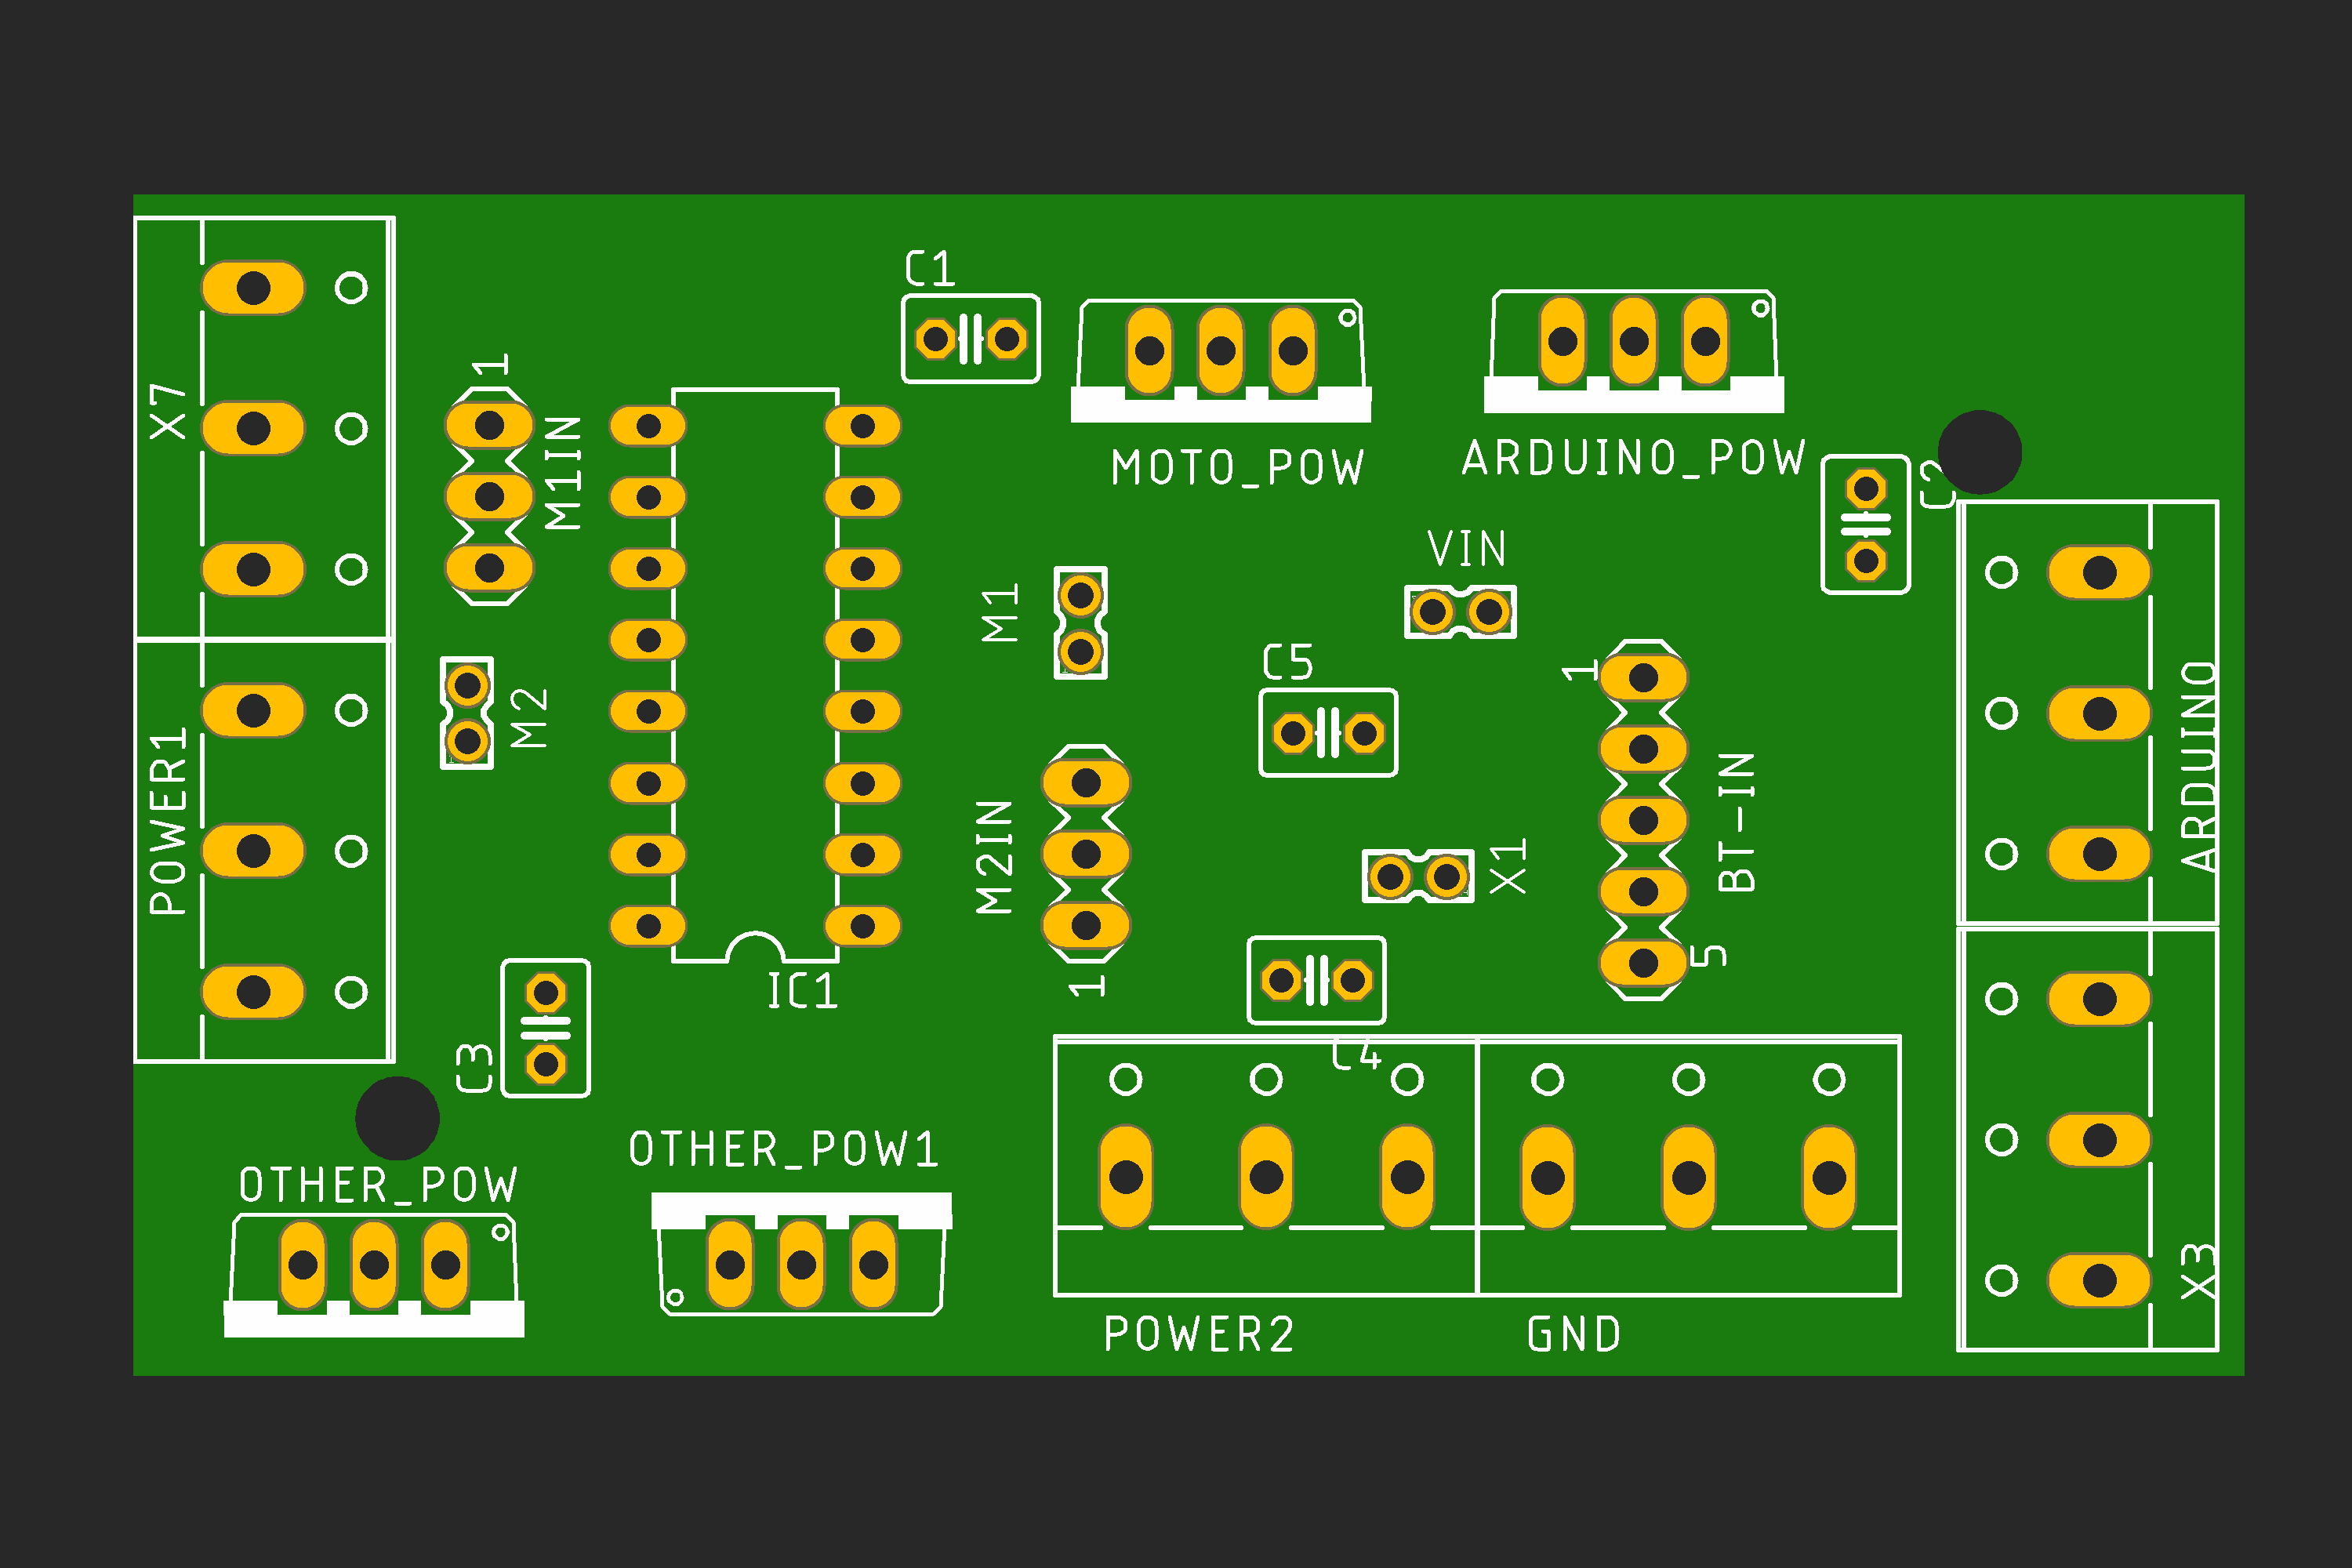 C1
1
X7
M1IN
MOTO_POW
ARDUINO_POW
C2
VIN
M1
C5
1
M2
ARDUINO
POWER1
BT-IN
M2IN
X1
5
IC1
1
C3
C4
OTHER_POW1
OTHER_POW
X3
POWER2
GND